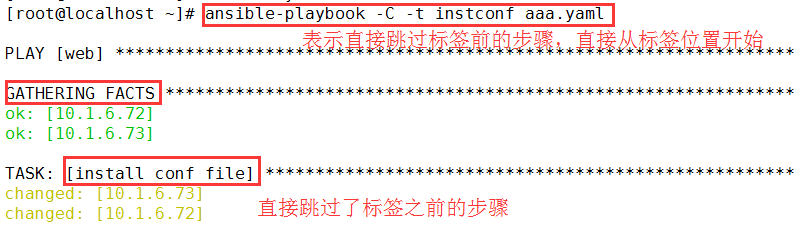 [root@localhost ~]# ansible-playbook -C -t instconf aaa.yaml
表示直接跳过标签前的步骤，直接从标签位置开始
PLAY [web] ********************************************************************
GATHERING FACTS ***************************************************************
ok: [10.1.6.72]
ok: [10.1.6.73]
TASK: [install conf file] *****************************************************
changed: [10.1.6.73]
changed: [10.1.6.72]
直接跳过了标签之前的步骤